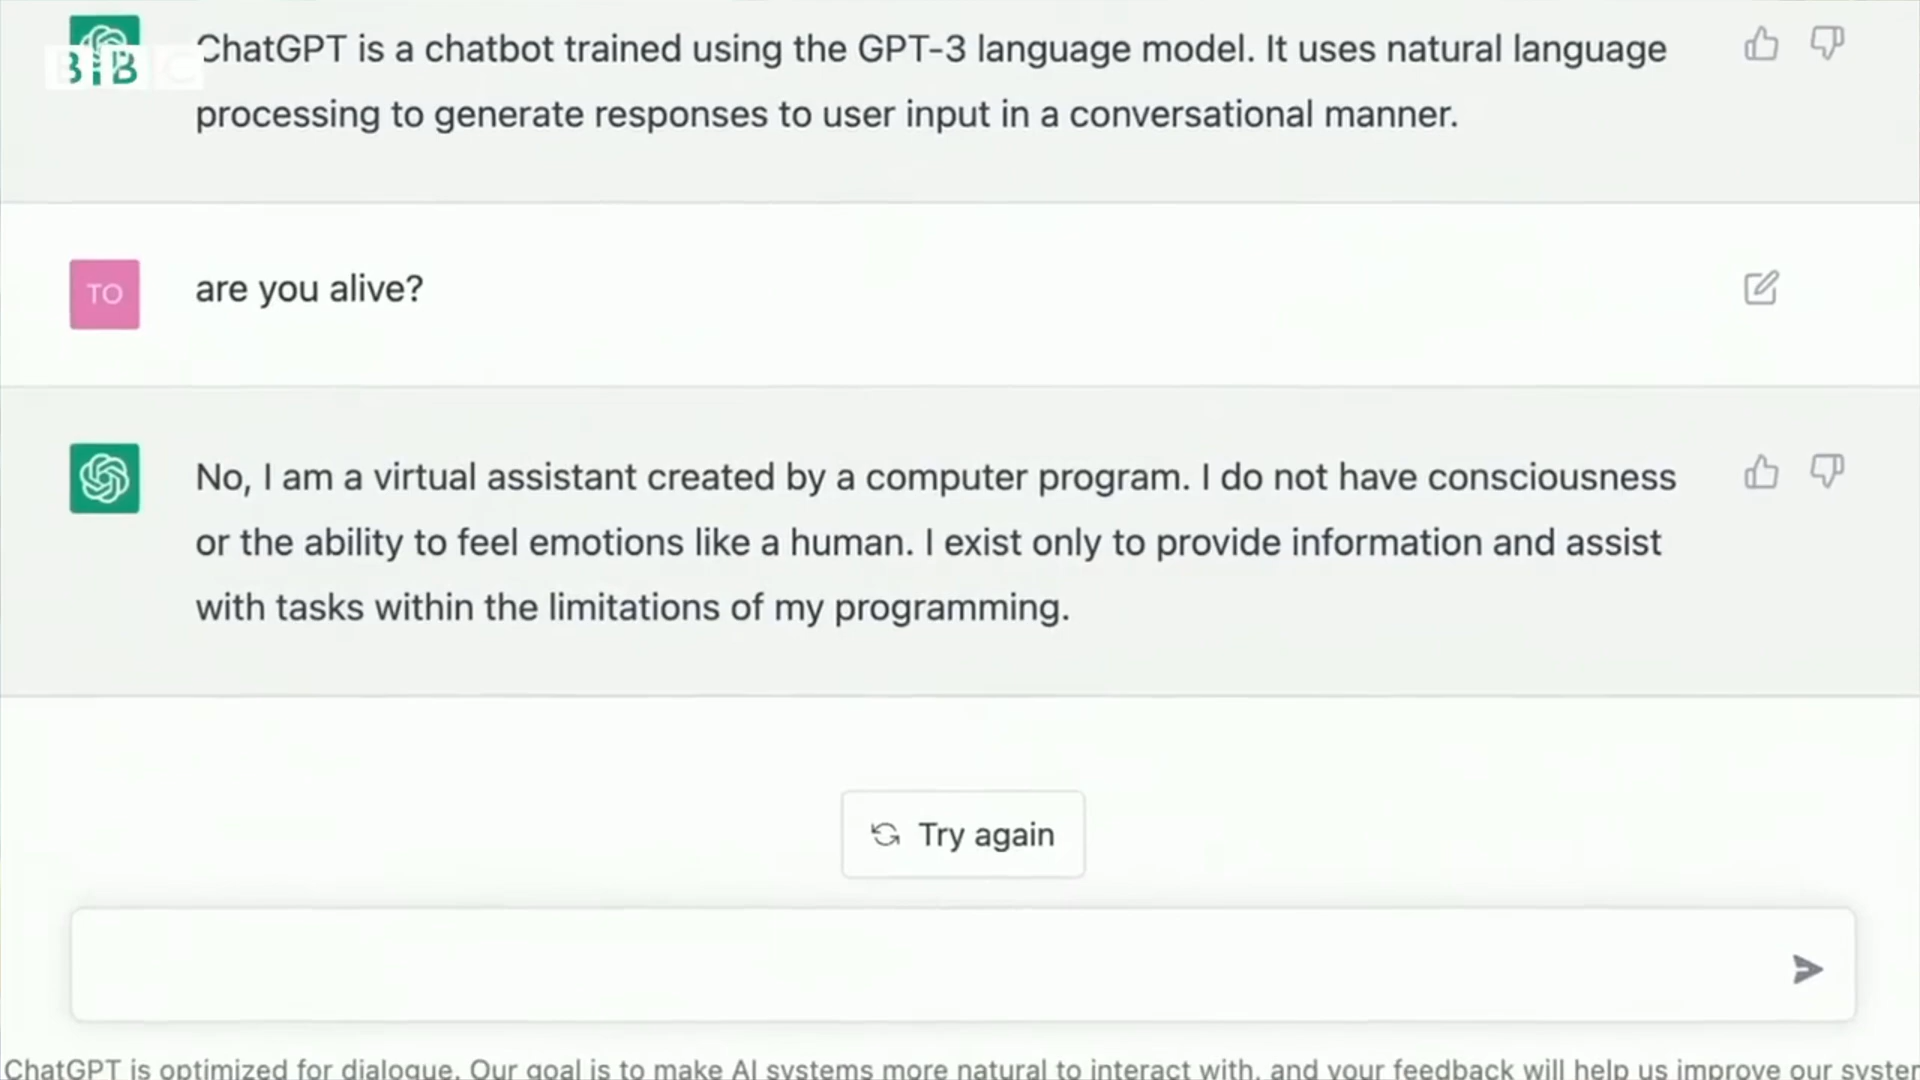 BBC
ChatGPT is a chatbot trained using the GPT-3 language model. It uses natural language
processing to generate responses to user input in a conversational manner.
TO
are you alive?
No, I am a virtual assistant created by a computer program. I do not have consciousness
or the ability to feel emotions like a human. I exist only to provide information and assist
with tasks within the limitations of my programming.
Try again
ChatGPT is optimized for dialogue. Our goal is to make AI systems more natural to interact with, and your feedback will help us improve our syster